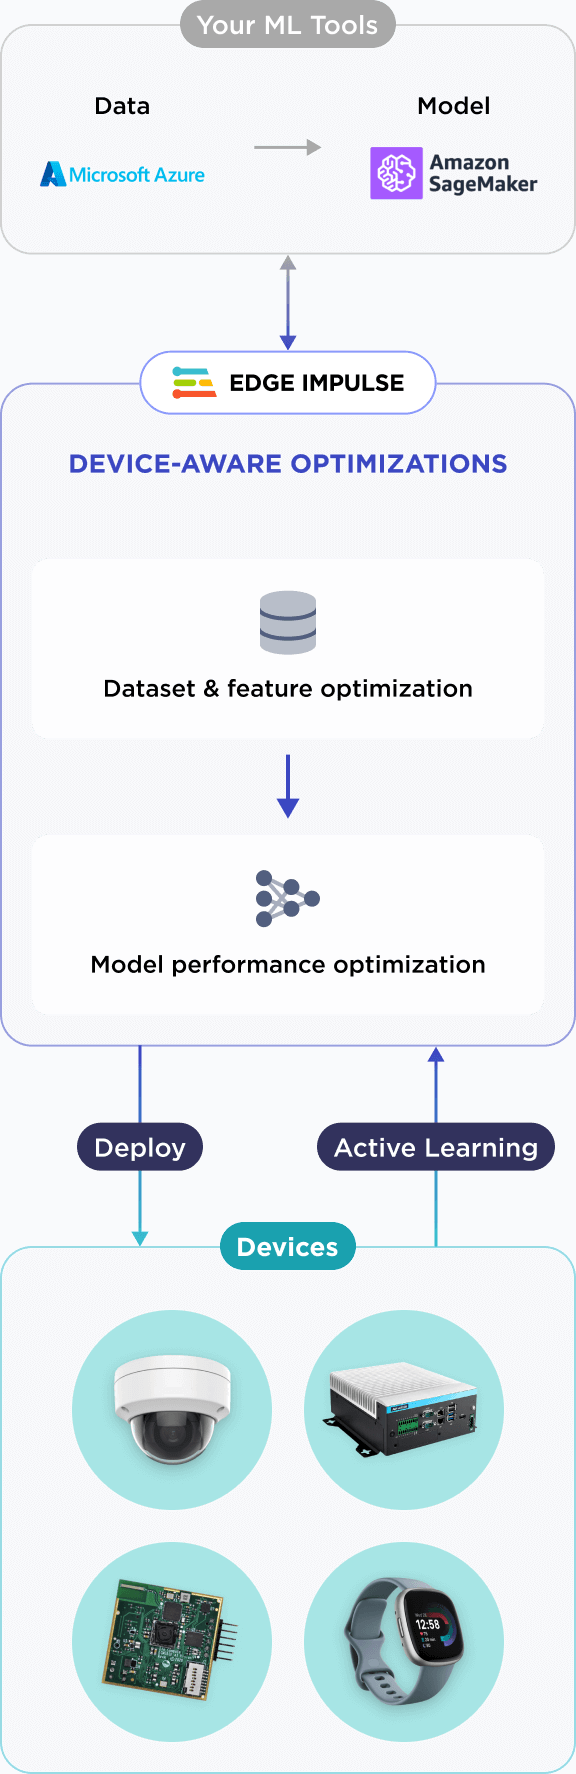 Your ML Tools
Data
Model
Microsoft Azure
Amazon
SageMaker
EDGE IMPULSE
DEVICE-AWARE OPTIMIZATIONS
Dataset & feature optimization
Model performance optimization
Deploy
Active Learning
Devices
12:58